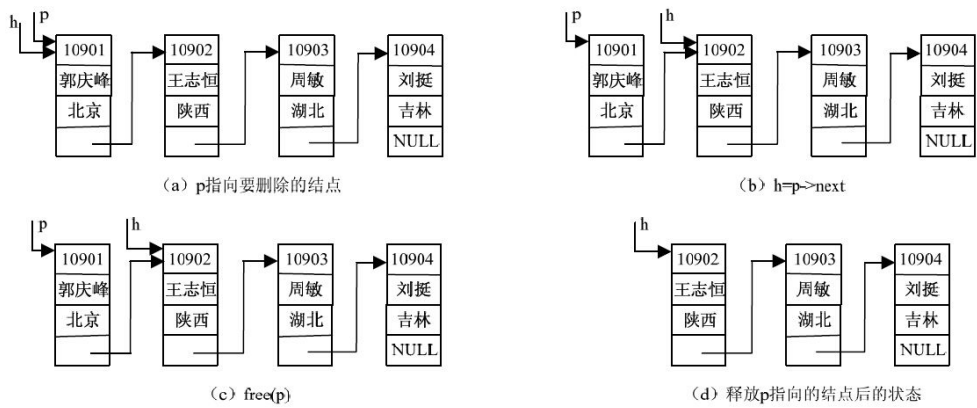 p
h
10901 10902 10903 10904
郭庆峰 王志恒 周敏 刘挺
北京 陕西 湖北 吉林
NULL
(a) p指向要删除的结点
p h
10901 10902 10903 10904
郭庆峰 王志恒 周敏 刘挺
北京 陕西 湖北 吉林
NULL
(b) h=p->next
p h
10901 10902 10903 10904
郭庆峰 王志恒 周敏 刘挺
北京 陕西 湖北 吉林
NULL
(c) free(p)
h
10902 10903 10904
王志恒 周敏 刘挺
陕西 湖北 吉林
NULL
(d) 释放p指向的结点后的状态